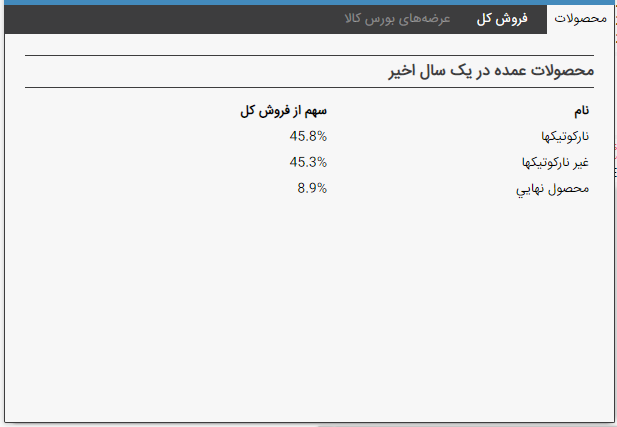 محصولات فروش کل عرضه‌های بورس کالا
محصولات عمده در یک سال اخیر
نام سهم از فروش کل
نارکوتیکها 45.8%
غیر نارکوتیکها 45.3%
محصول نهايي 8.9%